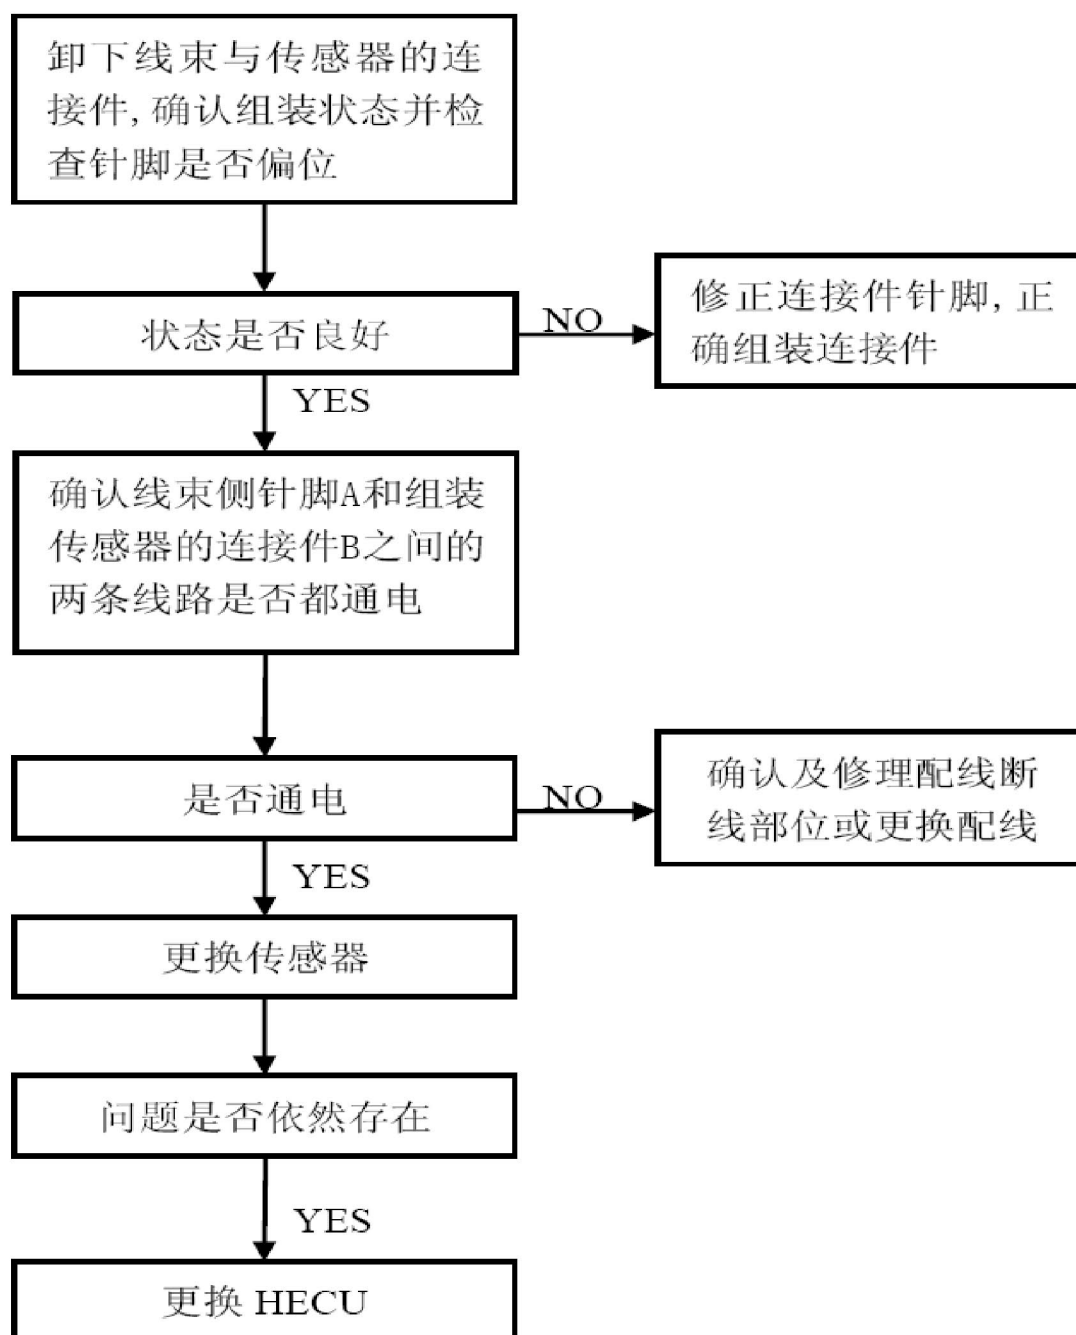 卸下线束与传感器的连
接件,确认组装状态并检
查针脚是否偏位
状态是否良好
NO
修正连接件针脚,正
确组装连接件
YES
确认线束侧针脚A和组装
传感器的连接件B之间的
两条线路是否都通电
是否通电
NO
确认及修理配线断
线部位或更换配线
YES
更换传感器
问题是否依然存在
YES
更换 HECU